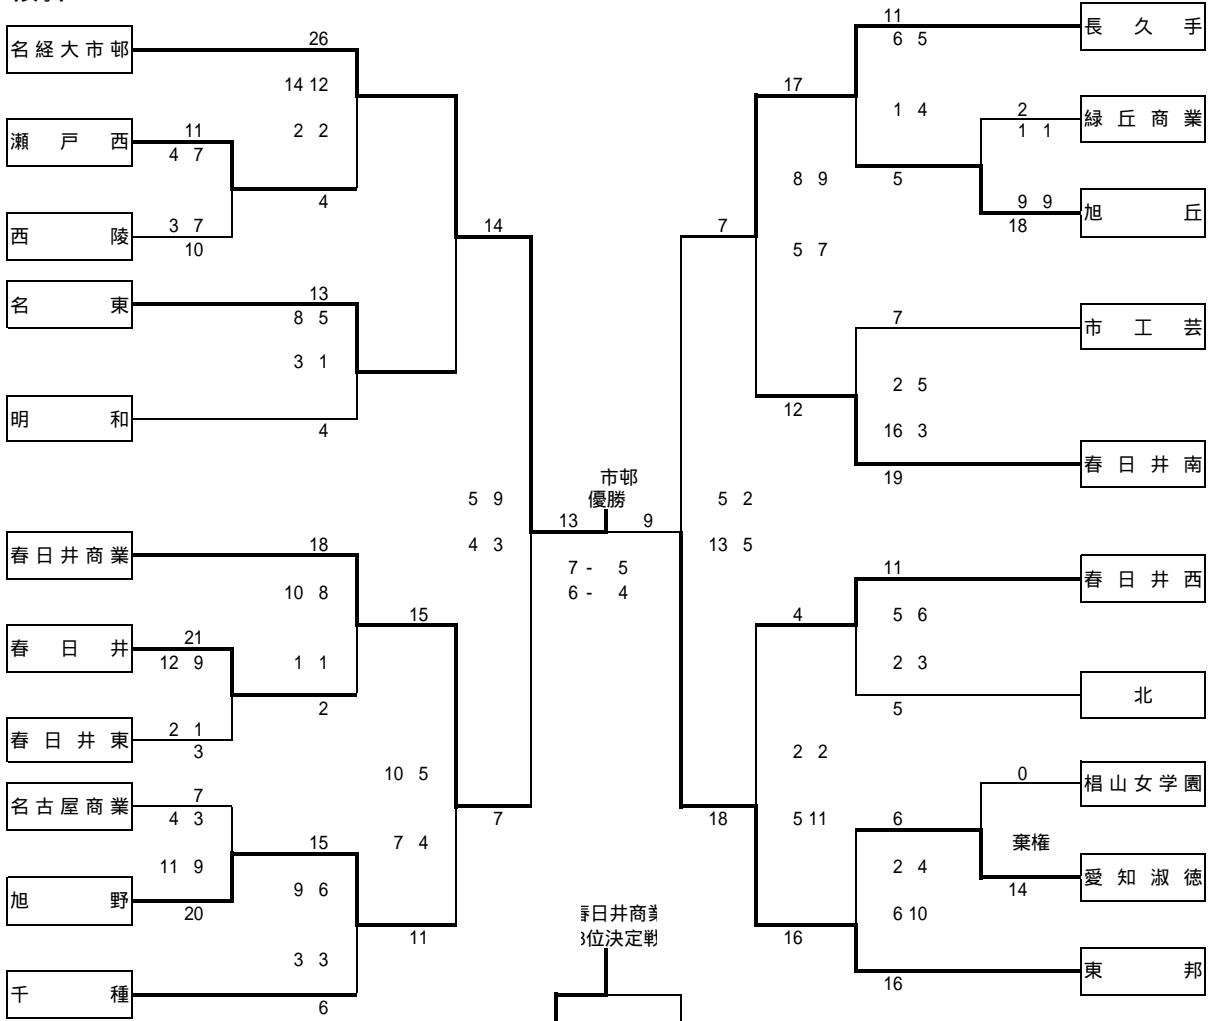 名経大市邨
26
14 12
2 2
瀬戸西
11
4 7
4
西陵
3 7
10
14
名東
13
8 5
3 1
明和
4
春日井商業
18
10 8
春日井
21
12 9
1 1
15
2
春日井東
2 1
3
名古屋商業
7
4 3
10 5
7 4
7
旭野
11 9
20
15
9 6
11
千種
3 3
6
5 9
4 3
市邨
優勝
13 9
7 - 5
6 - 4
5 2
13 5
長久手
11
6 5
17
1 4
緑丘商業
2
1 1
5
旭丘
9 9
18
8 9
7
5 7
市工芸
7
2 5
12
16 3
春日井南
19
春日井西
11
5 6
4
2 3
北
5
2 2
18
5 11
椙山女学園
0
棄権
愛知淑徳
14
6
2 4
6 10
16
東邦
16
春日井商業
3位決定戦